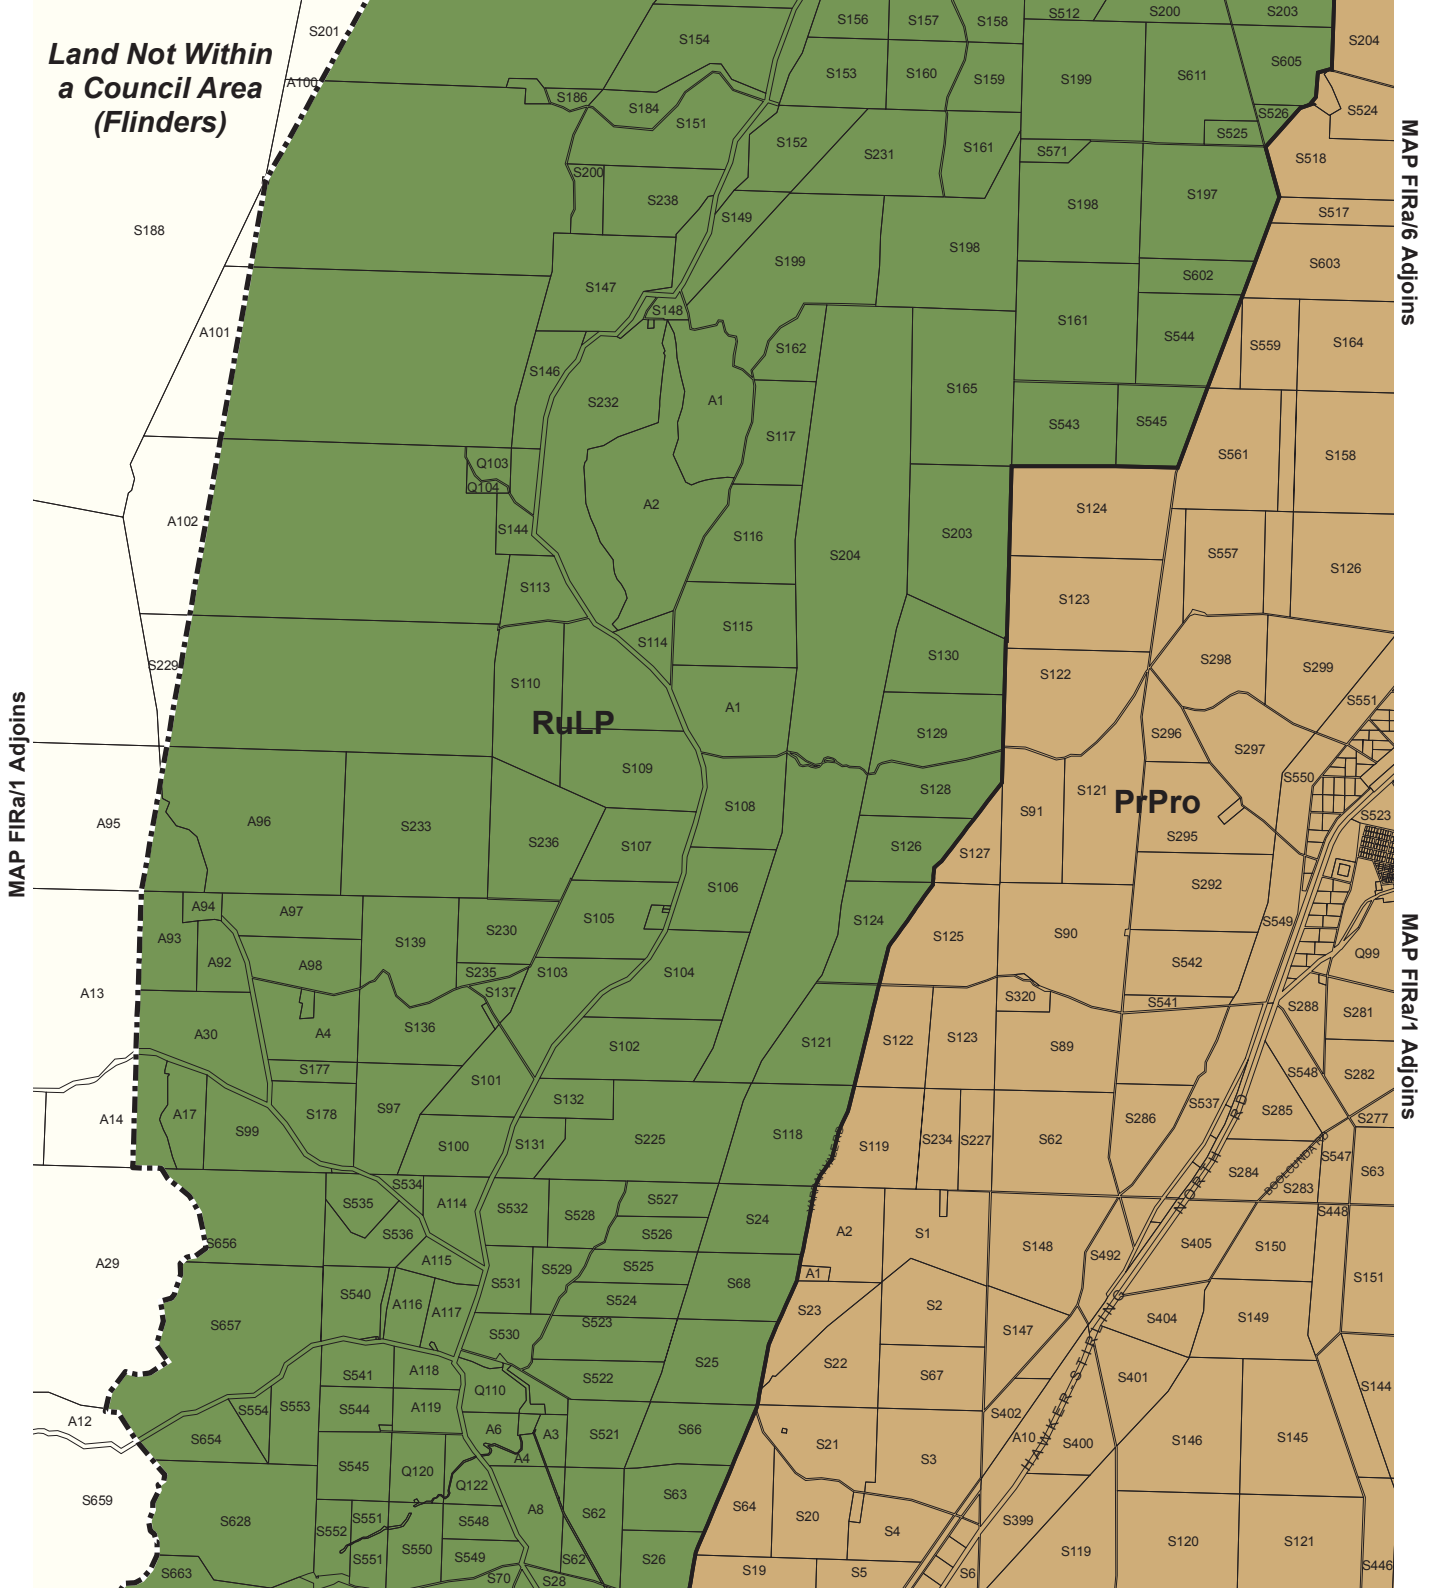 S201
S154
S156
S157
S158
S512
S200
S203
S204
Land Not Within
a Council Area
(Flinders)
A100
S186
S184
S151
S153
S160
S159
S199
S611
S605
S524
S526
S525
S152
S231
S161
S571
S518
MAP FlRa/6 Adjoins
S200
S238
S149
S198
S197
S517
S188
S199
S198
S602
S603
S147
S148
A101
S162
S161
S544
S559
S164
S146
S232
A1
S165
S117
S543
S545
S561
S158
Q103
Q104
A2
S124
A102
S144
S116
S204
S203
S557
S126
S113
S123
S115
S114
S130
S229
S110
S122
S298
S299
MAP FlRa/1 Adjoins
A1
S551
RuLP
S129
S296
S297
S109
S550
S128
S121
PrPro
S108
S91
S523
A95
A96
S233
S236
S107
S126
S127
S295
S106
S292
A94
A97
S105
S124
S549
MAP FlRa/1 Adjoins
A93
S139
S230
S125
S90
Q99
A92
A98
S235
S103
S104
S542
A13
S137
S320
S541
S288
S281
A30
A4
S136
S102
S121
S122
S123
S89
S177
S101
S548
S282
A14
A17
S178
S97
S132
S537
S285
S277
S99
S100
S131
S225
S118
S119
S234
S227
S62
S286
S547
S63
S284
BOOLCUNDA RD
S283
S534
S535
A114
S532
S528
S527
S24
S448
S656
S536
S526
A2
S1
S148
S492
S405
S150
A29
A115
S531
S529
S525
S68
A1
S151
S540
A116
A117
S524
S23
S2
S404
S149
S657
S530
S523
S147
S541
A118
S522
S25
S22
S67
S401
S144
Q110
S554
S553
S544
A119
A12
S654
A6
A3
S521
S66
S21
S402
A10
S400
S146
S145
A4
S3
HAWKER-STIRLING NORTH RD
S545
Q120
Q122
S659
S628
S552
S551
S548
A8
S62
S63
S64
S20
S4
S399
S551
S550
S549
S62
S26
S119
S120
S121
S663
S70
S28
S19
S5
S6
S446